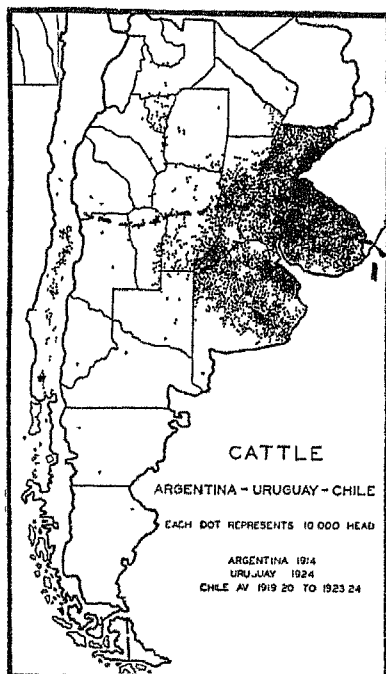 CATTLE
ARGENTINA - URUGUAY - CHILE
EACH DOT REPRESENTS 10 000 HEAD
ARGENTINA 1914
URUGUAY 1924
CHILE AV 1919 20 TO 1923 24